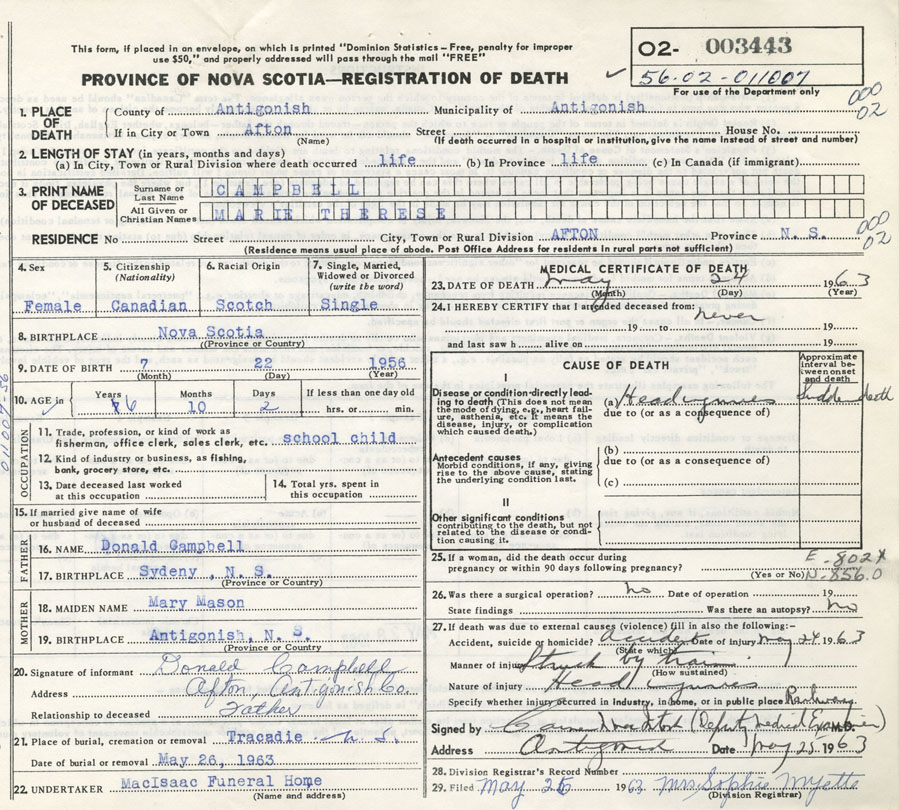 This form, if placed in an envelope, on which is printed "Dominion Statistics – Free, penalty for improper
use $50," and properly addressed will pass through the mail "FREE"
O2- 003443
56-02-011007
For use of the Department only
PROVINCE OF NOVA SCOTIA—REGISTRATION OF DEATH
000
02
1. PLACE OF DEATH
County of Antigonish Municipality of Antigonish
If in City or Town Afton Street House No.
(Name) (If death occurred in a hospital or institution, give the name instead of street and number)
2. LENGTH OF STAY (in years, months and days)
(a) In City, Town or Rural Division where death occurred life (b) In Province life (c) In Canada (if immigrant)
3. PRINT NAME OF DECEASED
Surname or Last Name CAMPBELL
All Given or Christian Names MARIE THERESE
000
02
RESIDENCE No Street City, Town or Rural Division AFTON Province N. S.
(Residence means usual place of abode. Post Office Address for residents in rural parts not sufficient)
4. Sex Female
5. Citizenship (Nationality) Canadian
6. Racial Origin Scotch
7. Single, Married, Widowed or Divorced (write the word) Single
8. BIRTHPLACE Nova Scotia
((Province or Country)
9. DATE OF BIRTH 7 22 1956
(Month) (Day) (Year)
10. AGE in Years 6 Months 10 Days 2 If less than one day old hrs. or min.
011004-56
OCCUPATION
11. Trade, profession, or kind of work as
fisherman, office clerk, sales clerk, etc. school child
12. Kind of industry or business, as fishing,
bank, grocery store, etc.
13. Date deceased last worked
at this occupation
14. Total yrs. spent in
this occupation
15. If married give name of wife
or husband of deceased
FATHER
16. NAME Donald Campbell
17. BIRTHPLACE Sydeny , N. S.
(Province or Country)
MOTHER
18. MAIDEN NAME Mary Mason
19. BIRTHPLACE Antigonish, N. S.
(Province or Country
20. Signature of informant Donald Campbell
Address Afton, Antigonish Co.
Relationship to deceased Father
21. Place of burial, cremation or removal Tracadie N. S.
Date of burial or removal May 26, 1963
22. UNDERTAKER MacIsaac Funeral Home
(Name and address)
MEDICAL CERTIFICATE OF DEATH
23. DATE OF DEATH May 24 1963
(Month) (Day) (Year)
24. I HEREBY CERTIFY that I attended deceased from: never
19 to 19
and last saw h alive on 19
CAUSE OF DEATH
Approximate interval between onset and death
I
Disease or condition-directly leading to death (This does not mean the mode of dying, e.g., heart failure, asthenia, etc. It means the disease, injury, or complication which caused death.)
(a) Head injuries Sudden death
due to (or as a consequence of)
Antecedent causes
Morbid conditions, if any, giving rise to the above cause, stating the underlying condition last.
(b)
due to (or as a consequence of)
(c)
II
Other significant conditions
contributing to the death, but not related to the disease or condition causing it.
25. If a woman, did the death occur during
pregnancy or within 90 days following pregnancy?
(Yes or No)
E-802X
N-856.0
26. Was there a surgical operation? no Date of operation 19
State findings Was there an autopsy? no
27. If death was due to external causes (violence) fill in also the following:–
Accident, suicide or homicide? Accident Date of injury May 24 1963
(State which)
Manner of injury Struck by train
(How sustained)
Nature of injury Head injuries
Specify whether injury occurred in industry, in home, or in public place Railway
Signed by (Deputy Medical Examiner) M.D.
Address Antigonish Date May 25 1963
28. Division Registrar's Record Number
29. Filed May 26 1963 Mrs Sophie Myette
(Division Registrar)